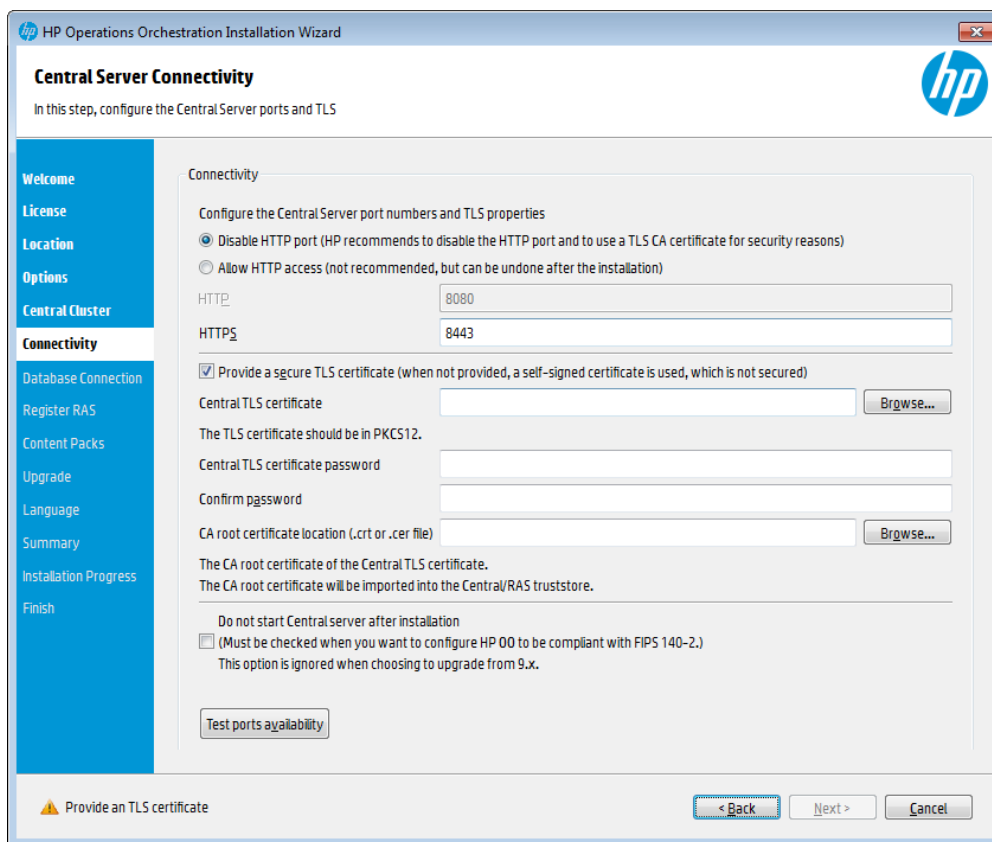 hp HP Operations Orchestration Installation Wizard
Central Server Connectivity
In this step, configure the Central Server ports and TLS
hp
Welcome
License
Location
Options
Central Cluster
Connectivity
Database Connection
Register RAS
Content Packs
Upgrade
Language
Summary
Installation Progress
Finish
Connectivity
Configure the Central Server port numbers and TLS properties
Disable HTTP port (HP recommends to disable the HTTP port and to use a TLS CA certificate for security reasons)
Allow HTTP access (not recommended, but can be undone after the installation)
HTTP 8080
HTTPS 8443
Provide a secure TLS certificate (when not provided, a self-signed certificate is used, which is not secured)
Central TLS certificate Browse...
The TLS certificate should be in PKCS12.
Central TLS certificate password
Confirm password
CA root certificate location (.crt or .cer file) Browse...
The CA root certificate of the Central TLS certificate.
The CA root certificate will be imported into the Central/RAS truststore.
Do not start Central server after installation
(Must be checked when you want to configure HP OO to be compliant with FIPS 140-2.)
This option is ignored when choosing to upgrade from 9.x.
Test ports availability
Provide an TLS certificate
< Back Next > Cancel